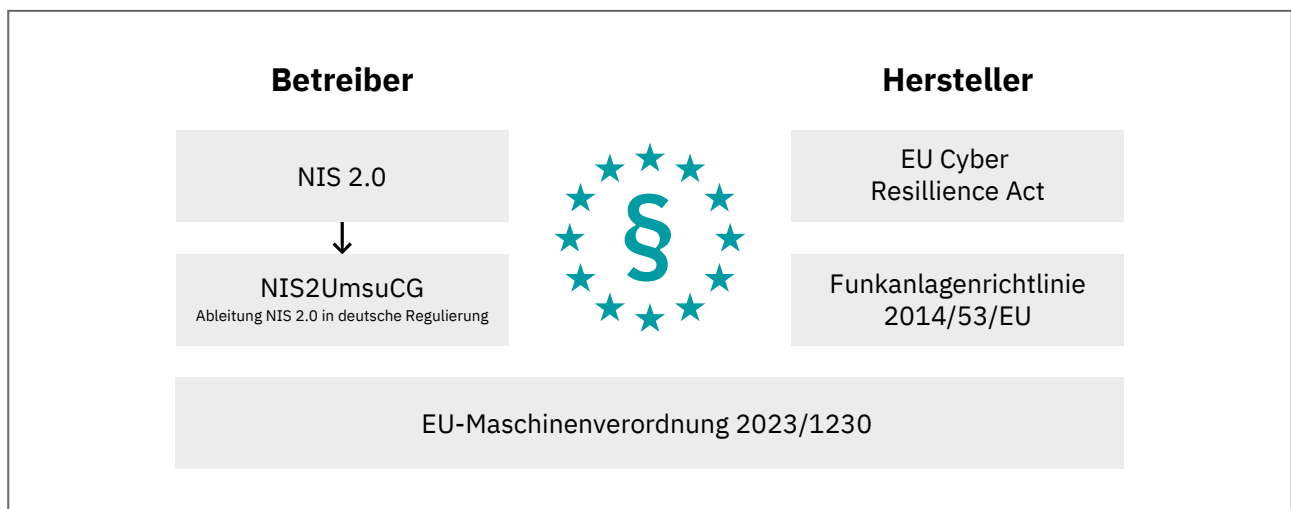 Betreiber
NIS 2.0
NIS2UmsuCG
Ableitung NIS 2.0 in deutsche Regulierung
§
Hersteller
EU Cyber
Resillience Act
Funkanlagenrichtlinie
2014/53/EU
EU-Maschinenverordnung 2023/1230